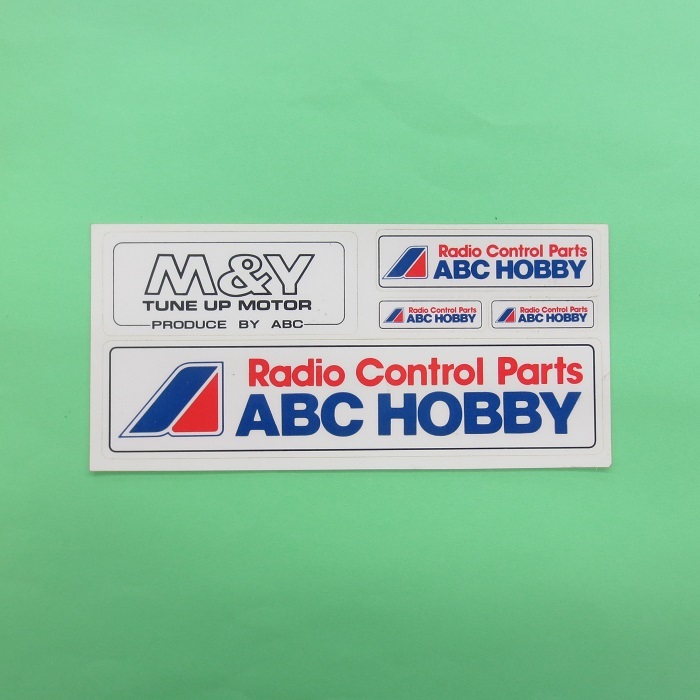 M&Y
TUNE UP MOTOR
PRODUCE BY ABC
Radio Control Parts
ABC HOBBY
Radio Control Parts
ABC HOBBY
Radio Control Parts
ABC HOBBY
Radio Control Parts
ABC HOBBY